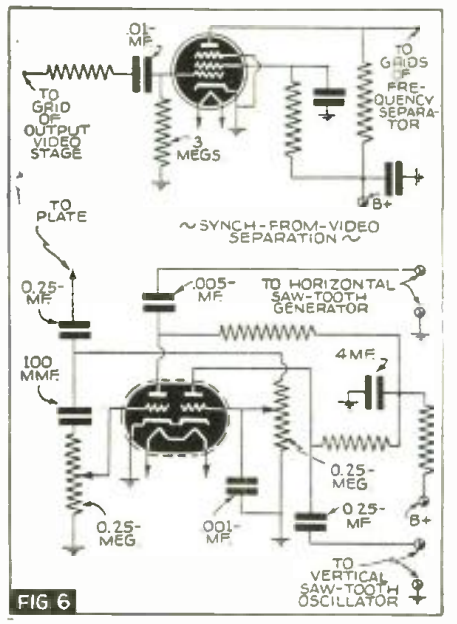 .01-
MF.
TO
GRID
OF
OUTPUT
VIDEO
STAGE
3
MEGS
TO
GRIDS
OF
FRE-
QUENCY
SEPARA-
TOR
B+
~SYNCH-FROM-VIDEO
SEPARATION~
TO
PLATE
0.25-
MF.
.005-
MF.
TO HORIZONTAL
SAW-TOOTH
GENERATOR
100
MMF.
4 MF.
0.25-
MEG
.001-
MF.
0.25-
MEG
0.25-
MF.
B+
TO
VERTICAL
SAW-TOOTH
OSCILLATOR
FIG 6